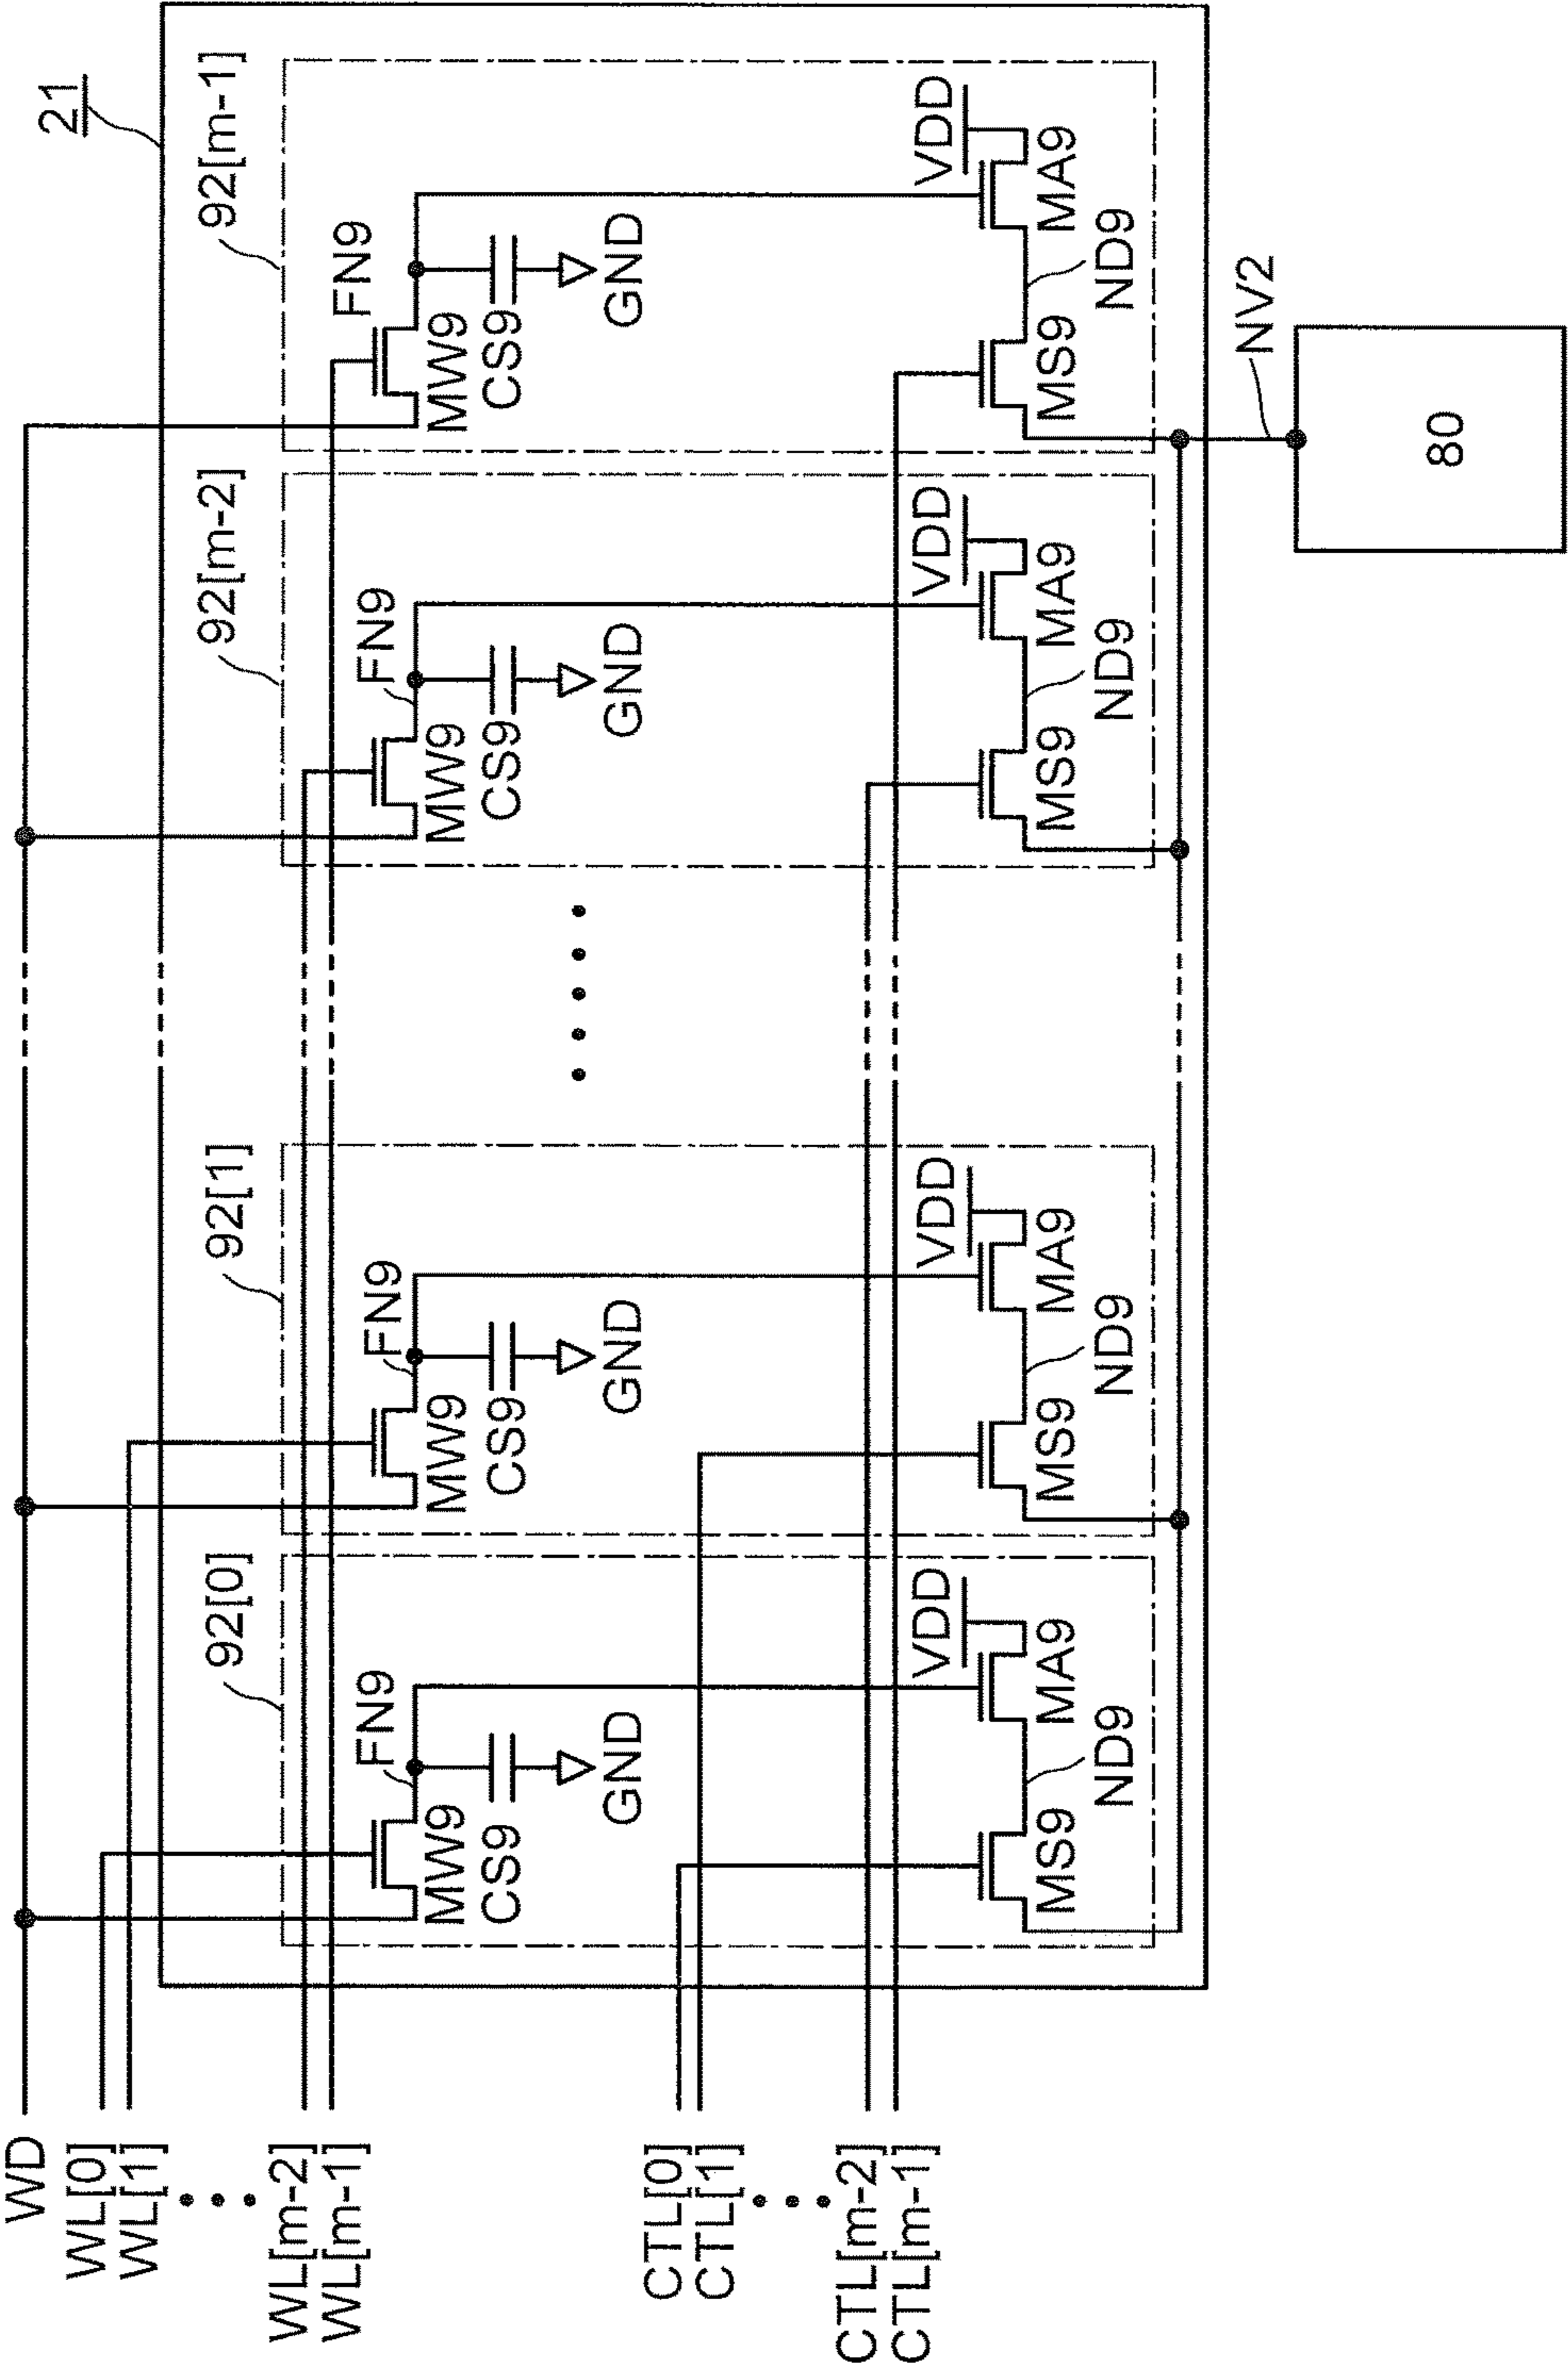 21
92[0]
92[1]
92[m-2]
92[m-1]
WD
WL[0]
WL[1]
WL[m-2]
WL[m-1]
FN9
FN9
FN9
FN9
MW9
MW9
MW9
MW9
CS9
CS9
CS9
CS9
GND
GND
GND
GND
CTL[0]
CTL[1]
CTL[m-2]
CTL[m-1]
VDD
VDD
VDD
VDD
MS9
MA9
MS9
MA9
MS9
MA9
MS9
MA9
ND9
ND9
ND9
ND9
NV2
80